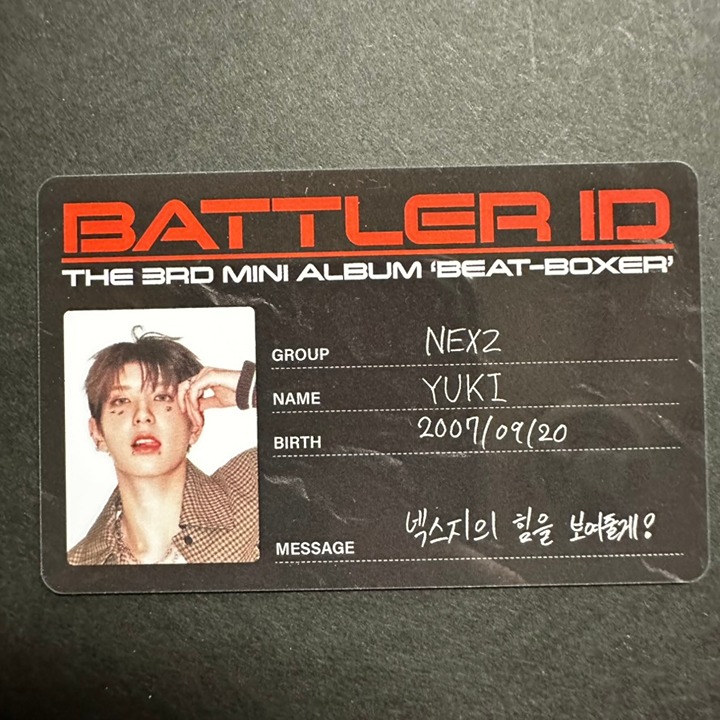 BATTLER ID
THE 3RD MINI ALBUM ‘BEAT-BOXER’
GROUP NEXZ
NAME YUKI
BIRTH 2007/09/20
MESSAGE 넥스지의 힘을 보여줄게!